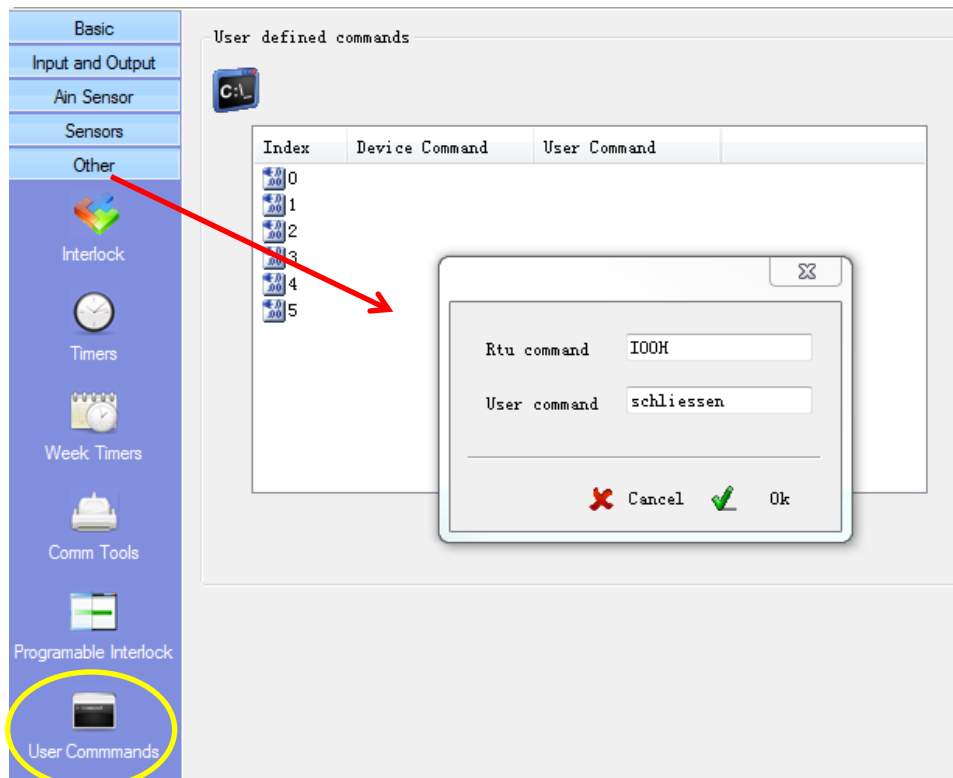 Basic
Input and Output
Ain Sensor
Sensors
Other
Interlock
Timers
Week Timers
Comm Tools
Programable Interlock
User Commmands
User defined commands
C:\_
Index Device Command User Command
0
1
2
3
4
5
Rtu command IOOH
User command schliessen
Cancel Ok